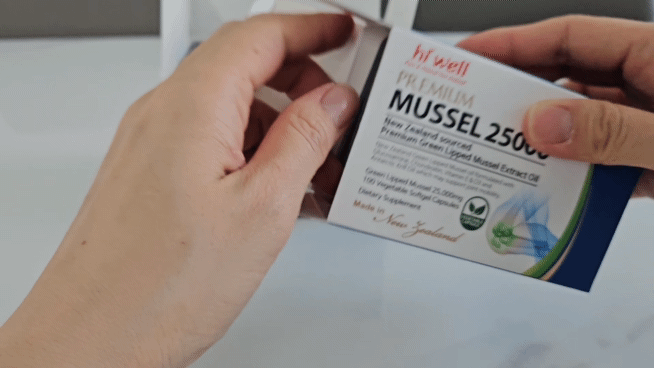 hi well
PREMIUM
MUSSEL 25000
New Zealand sourced
Premium Green Lipped Mussel Extract Oil
Green Lipped Mussel 25,000mg
100 Vegetable Softgel Capsules
Dietary Supplement
Made in
New Zealand